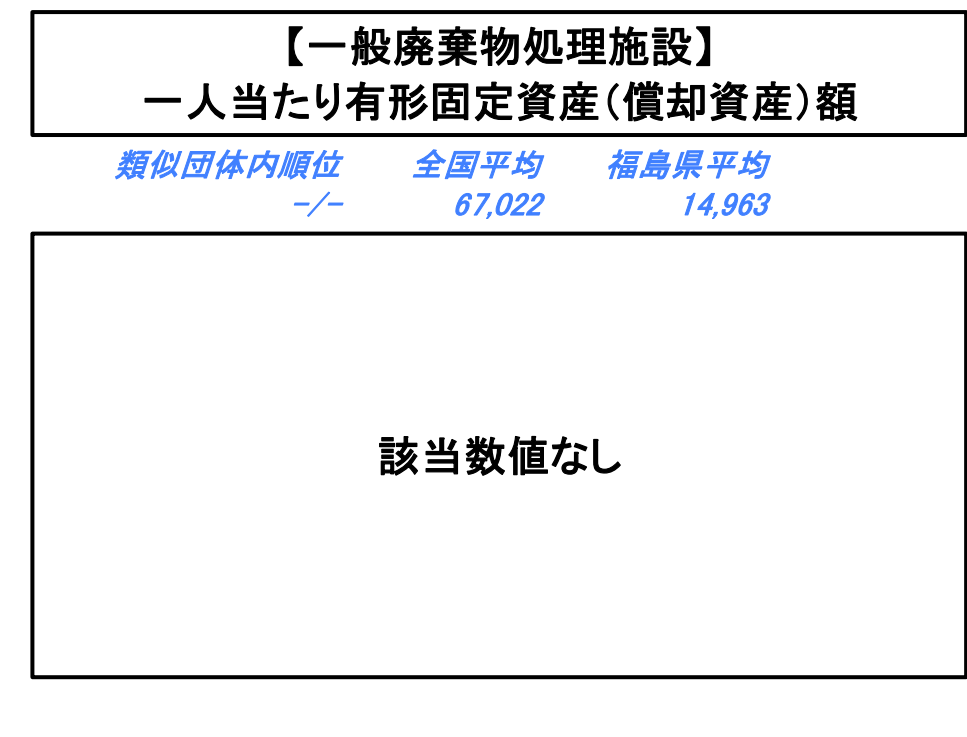 【一般廃棄物処理施設】
一人当たり有形固定資産(償却資産)額
類似団体内順位 全国平均 福島県平均
-/- 67,022 14,963
該当数値なし